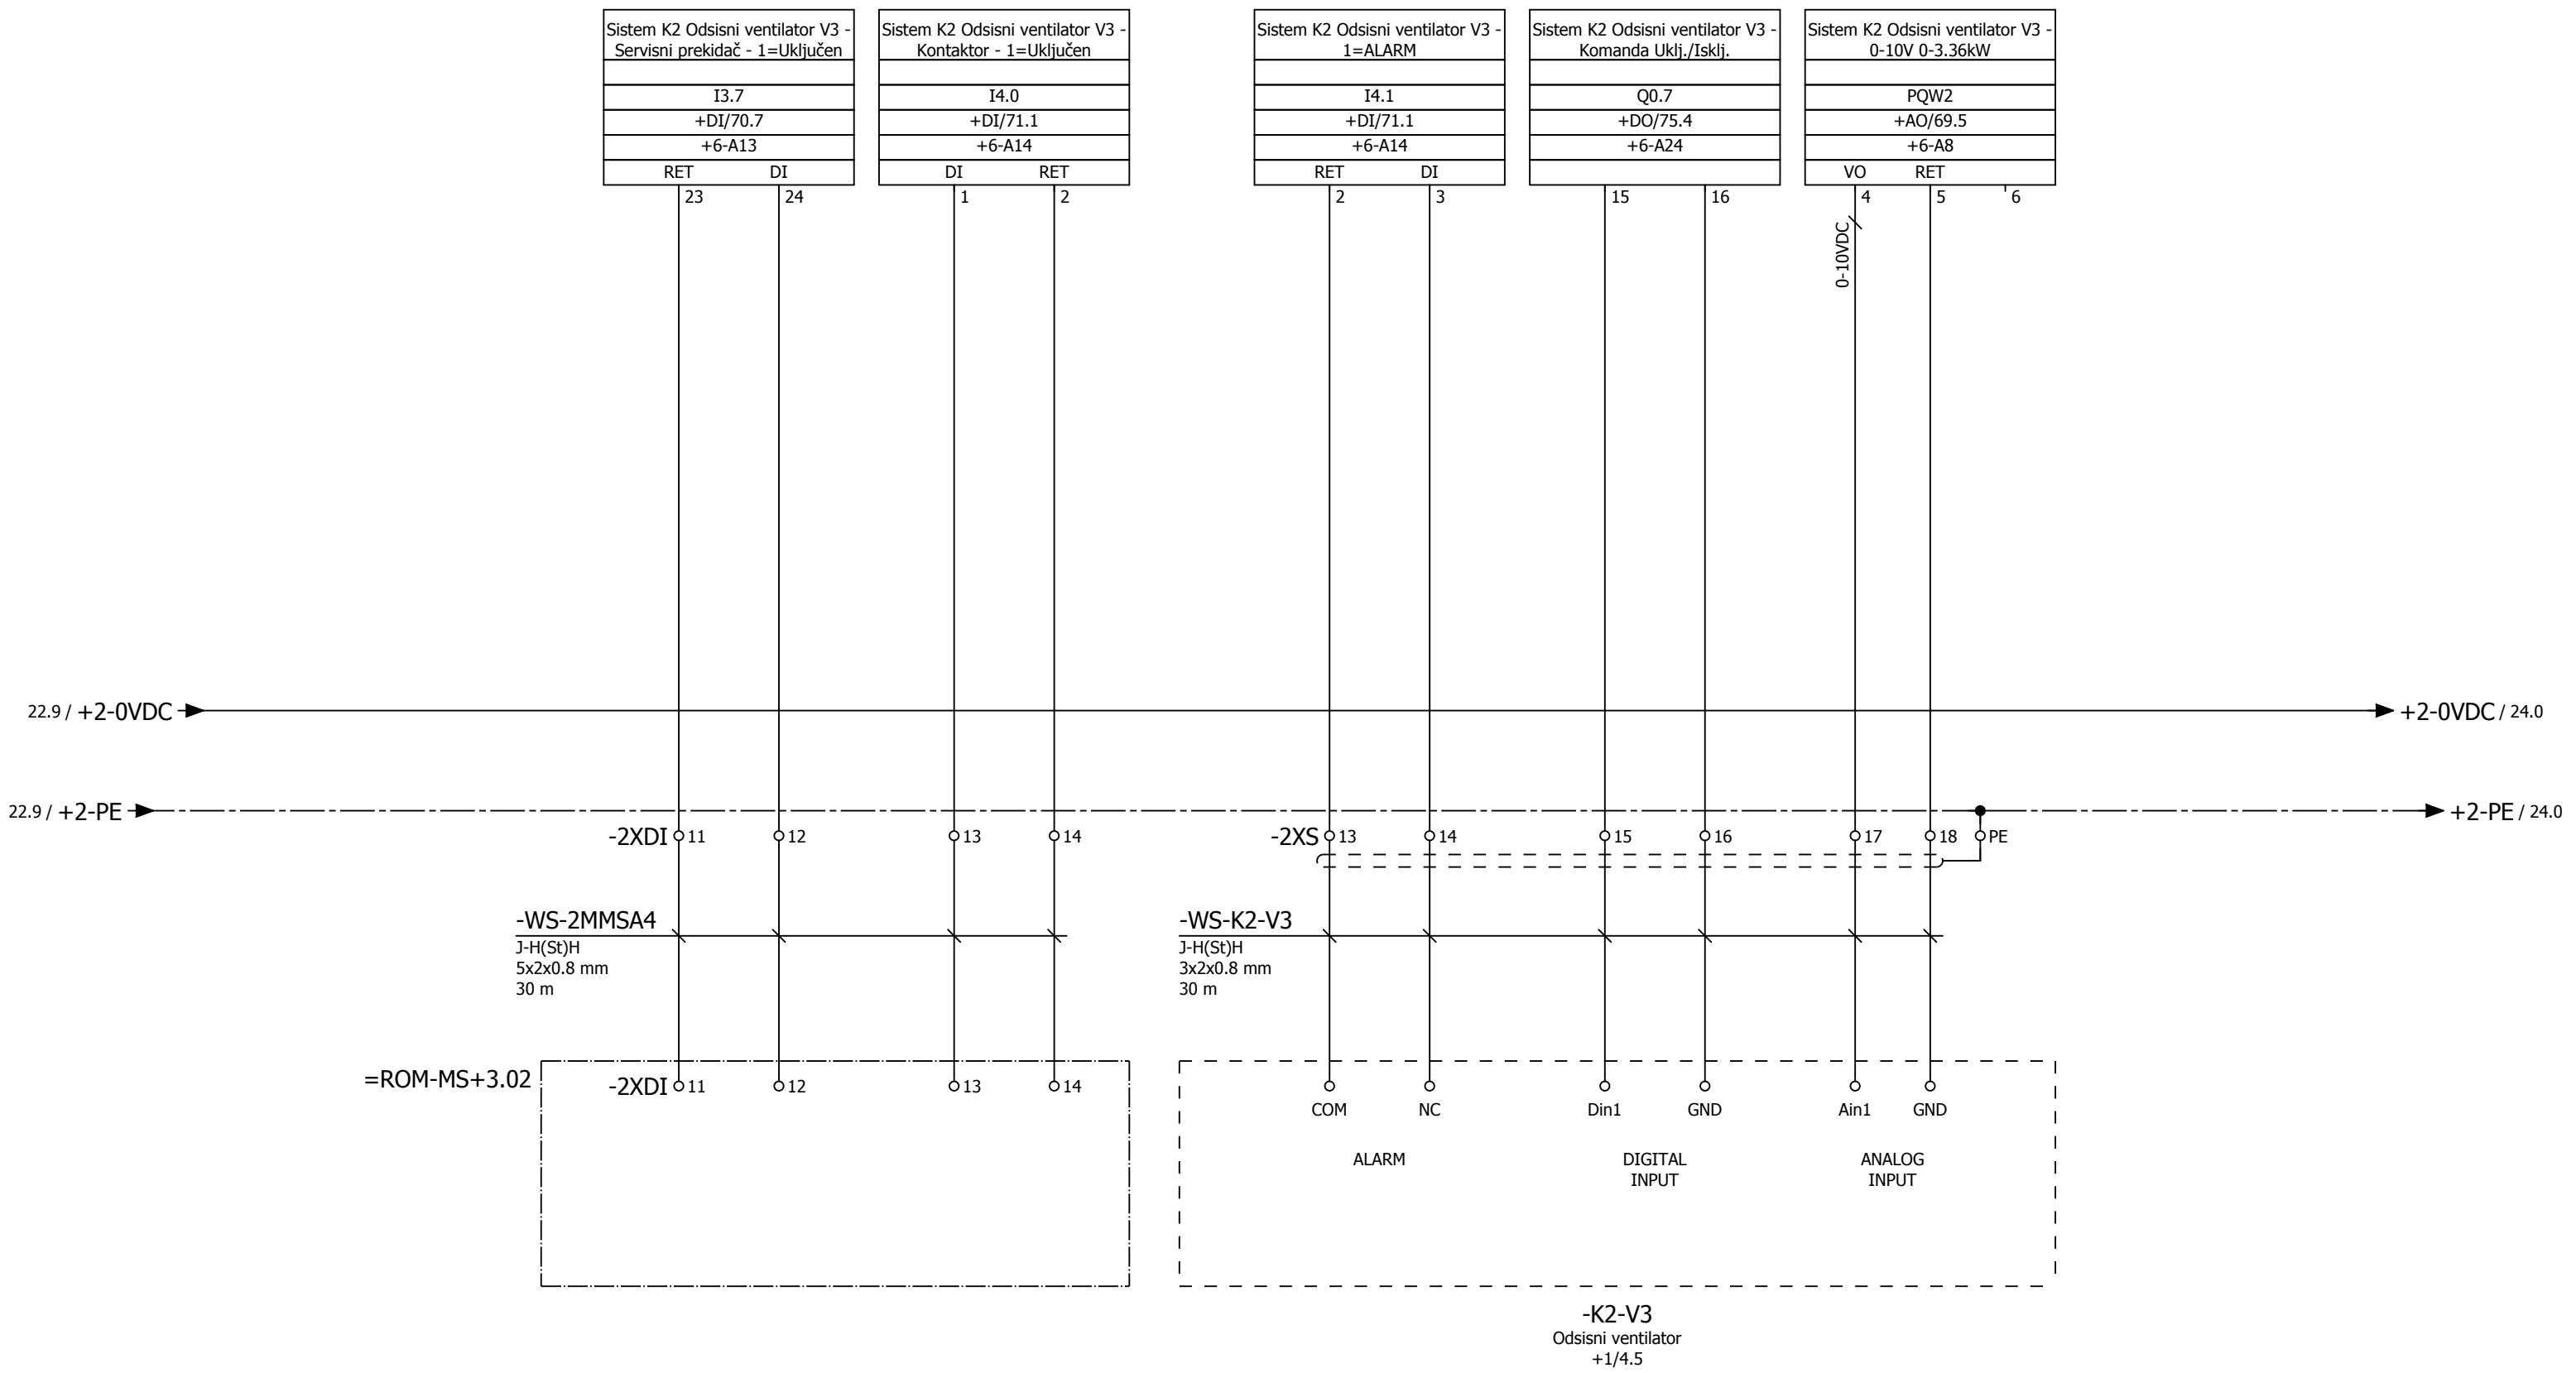 Sistem K2 Odsisni ventilator V3 -
Servisni prekidač - 1=Uključen
I3.7
+DI/70.7
+6-A13
RET DI
23 24
Sistem K2 Odsisni ventilator V3 -
Kontaktor - 1=Uključen
I4.0
+DI/71.1
+6-A14
DI RET
1 2
Sistem K2 Odsisni ventilator V3 -
1=ALARM
I4.1
+DI/71.1
+6-A14
RET DI
2 3
Sistem K2 Odsisni ventilator V3 -
Komanda Uklj./Isklj.
Q0.7
+DO/75.4
+6-A24
15 16
Sistem K2 Odsisni ventilator V3 -
0-10V 0-3.36kW
PQW2
+AO/69.5
+6-A8
VO RET
4 5 6
0-10VDC
22.9 / +2-0VDC
+2-0VDC / 24.0
22.9 / +2-PE
+2-PE / 24.0
-2XDI 11 12 13 14
-2XS 13 14 15 16 17 18 PE
-WS-2MMSA4
J-H(St)H
5x2x0.8 mm
30 m
-WS-K2-V3
J-H(St)H
3x2x0.8 mm
30 m
=ROM-MS+3.02
-2XDI 11 12 13 14
COM NC Din1 GND Ain1 GND
ALARM
DIGITAL
INPUT
ANALOG
INPUT
-K2-V3
Odsisni ventilator
+1/4.5